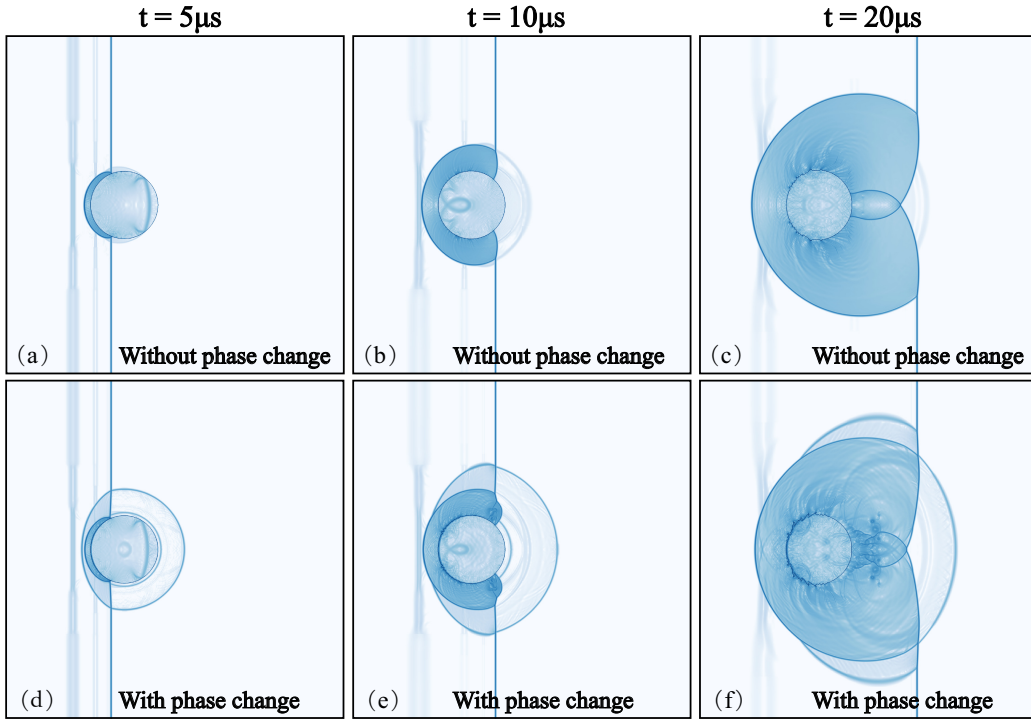 t = 5μs
t = 10μs
t = 20μs
（a）
Without phase change
（b）
Without phase change
（c）
Without phase change
（d）
With phase change
（e）
With phase change
（f）
With phase change